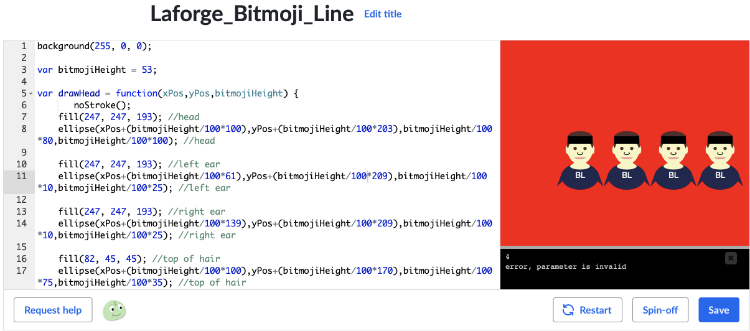 Laforge_Bitmoji_Line Edit title
1 background(255, 0, 0);
2
3 var bitmojiHeight = 53;
4
5 var drawHead = function(xPos,yPos,bitmojiHeight) {
6 noStroke();
7 fill(247, 247, 193); //head
8 ellipse(xPos+(bitmojiHeight/100*100),yPos+(bitmojiHeight/100*203),bitmojiHeight/100
*80,bitmojiHeight/100*100); //head
9
10 fill(247, 247, 193); //left ear
11 ellipse(xPos+(bitmojiHeight/100*61),yPos+(bitmojiHeight/100*209),bitmojiHeight/100
*10,bitmojiHeight/100*25); //left ear
12
13 fill(247, 247, 193); //right ear
14 ellipse(xPos+(bitmojiHeight/100*139),yPos+(bitmojiHeight/100*209),bitmojiHeight/100
*10,bitmojiHeight/100*25); //right ear
15
16 fill(82, 45, 45); //top of hair
17 ellipse(xPos+(bitmojiHeight/100*100),yPos+(bitmojiHeight/100*170),bitmojiHeight/100
*75,bitmojiHeight/100*35); //top of hair
BL BL BL BL
4
error, parameter is invalid
Request help
Restart Spin-off Save